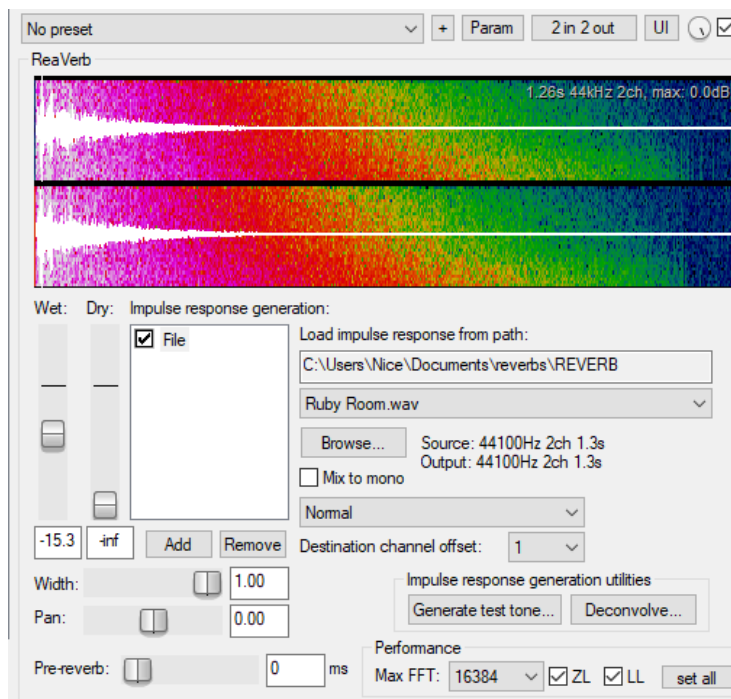 No preset
+
Param
2 in 2 out
UI
ReaVerb
1.26s 44kHz 2ch, max: 0.0dB
Wet:
Dry:
Impulse response generation:
File
Load impulse response from path:
C:\Users\Nice\Documents\reverbs\REVERB
Ruby Room.wav
Browse...
Source: 44100Hz 2ch 1.3s
Output: 44100Hz 2ch 1.3s
Mix to mono
Normal
-15.3
-inf
Add
Remove
Destination channel offset:
1
Width:
1.00
Pan:
0.00
Impulse response generation utilities
Generate test tone...
Deconvolve...
Pre-reverb:
0
ms
Performance
Max FFT:
16384
ZL
LL
set all